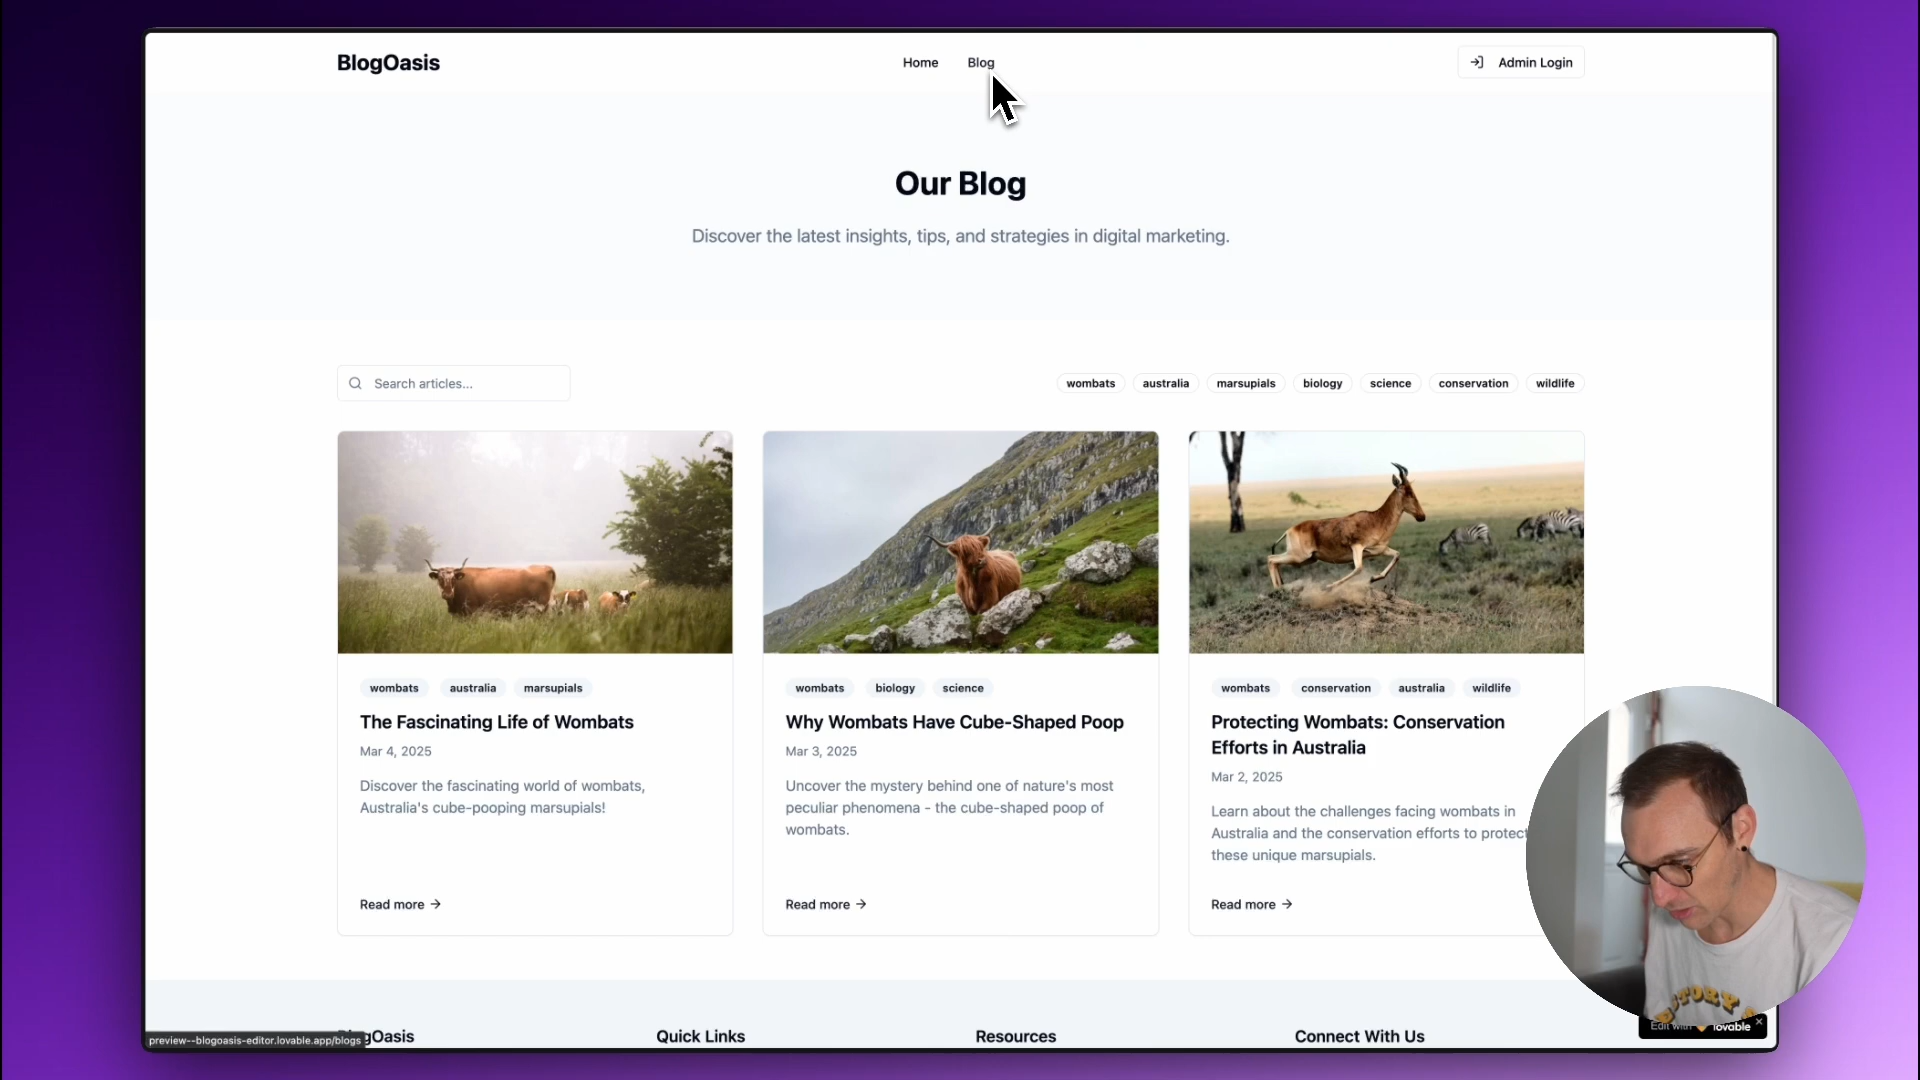 BlogOasis
Home
Blog
Admin Login
Our Blog
Discover the latest insights, tips, and strategies in digital marketing.
Search articles...
wombats
australia
marsupials
biology
science
conservation
wildlife
wombats
australia
marsupials
The Fascinating Life of Wombats
Mar 4, 2025
Discover the fascinating world of wombats,
Australia's cube-pooping marsupials!
Read more
wombats
biology
science
Why Wombats Have Cube-Shaped Poop
Mar 3, 2025
Uncover the mystery behind one of nature's most
peculiar phenomena - the cube-shaped poop of
wombats.
Read more
wombats
conservation
australia
wildlife
Protecting Wombats: Conservation
Efforts in Australia
Mar 2, 2025
Learn about the challenges facing wombats in
Australia and the conservation efforts to protect
these unique marsupials.
Read more
gOasis
Quick Links
Resources
Connect With Us
preview--blogoasis-editor.lovable.app/blogs
Edit with lovable
STORY